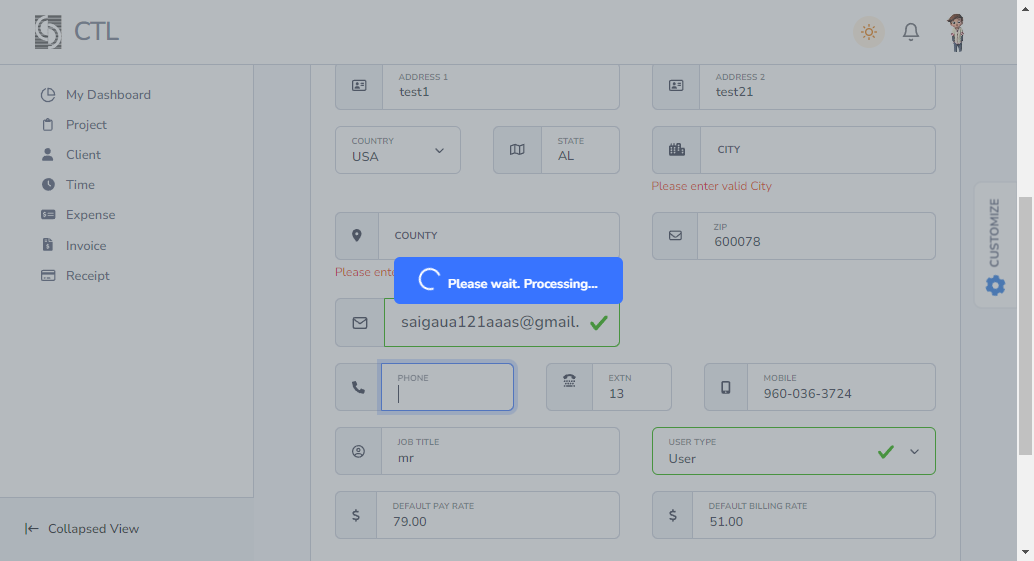 CTL
My Dashboard
Project
Client
Time
Expense
Invoice
Receipt
Collapsed View
ADDRESS 1
test1
ADDRESS 2
test21
COUNTRY
USA
STATE
AL
CITY
Please enter valid City
COUNTY
Please
ZIP
600078
Please wait. Processing...
saigaua121aaas@gmail.
PHONE
EXTN
13
MOBILE
960-036-3724
JOB TITLE
mr
USER TYPE
User
$
DEFAULT PAY RATE
79.00
$
DEFAULT BILLING RATE
51.00
CUSTOMIZE